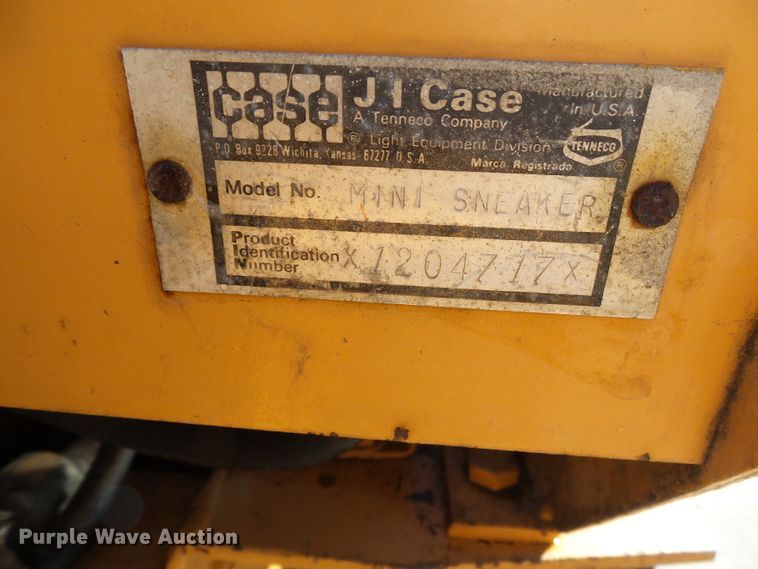 case
J I Case
A Tenneco Company
Manufactured
In U.S.A.
® Light Equipment Division
TENNECO
®
P.O. Box 9228 Wichita, Kansas 67277 U.S.A.
Marca Registrada
Model No. MINI SNEAKER
Product
Identification
Number X1204717X
Purple Wave Auction